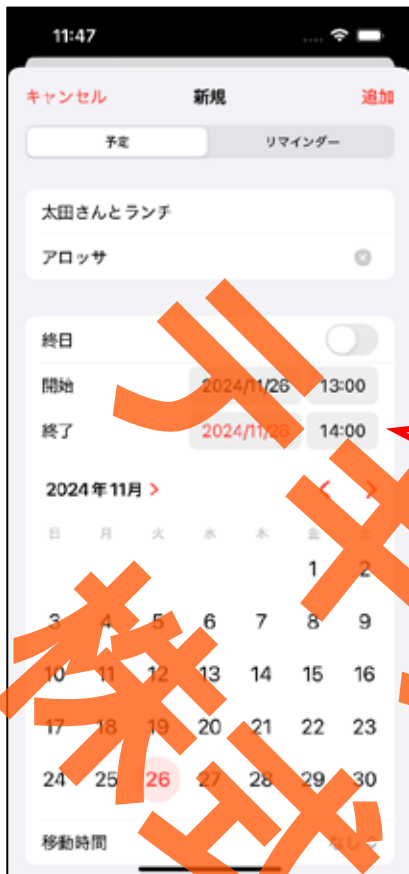 11:47
キャンセル 新規 追加
予定 リマインダー
太田さんとランチ
アロッサ
終日
開始 2024/11/26 13:00
終了 2024/11/26 14:00
2024年11月
日 月 火 水 木 金 土
1 2
3 4 5 6 7 8 9
10 11 12 13 14 15 16
17 18 19 20 21 22 23
24 25 26 27 28 29 30
移動時間 なし
株式